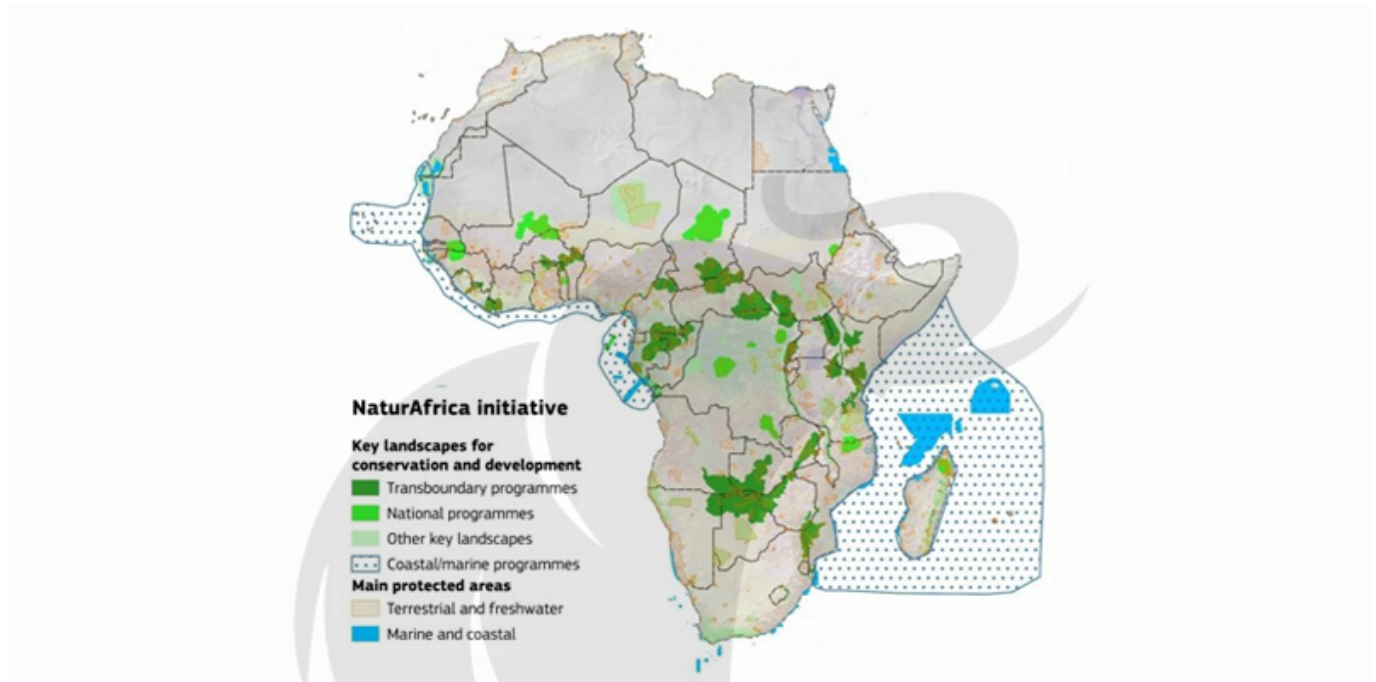 NaturAfrica initiative
Key landscapes for
conservation and development
Transboundary programmes
National programmes
Other key landscapes
Coastal/marine programmes
Main protected areas
Terrestrial and freshwater
Marine and coastal